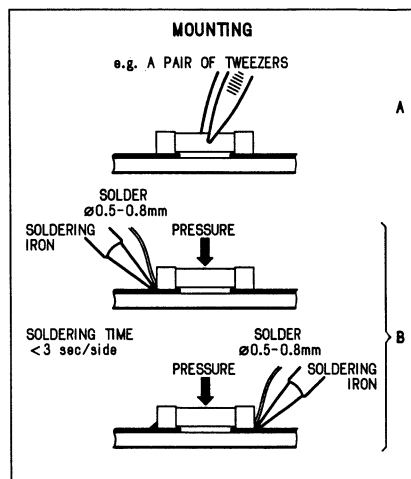 MOUNTING
e.g. A PAIR OF TWEEZERS
A
SOLDER
ø0.5-0.8mm
SOLDERING
IRON
PRESSURE
SOLDERING TIME
<3 sec/side
SOLDER
ø0.5-0.8mm
SOLDERING
IRON
PRESSURE
B